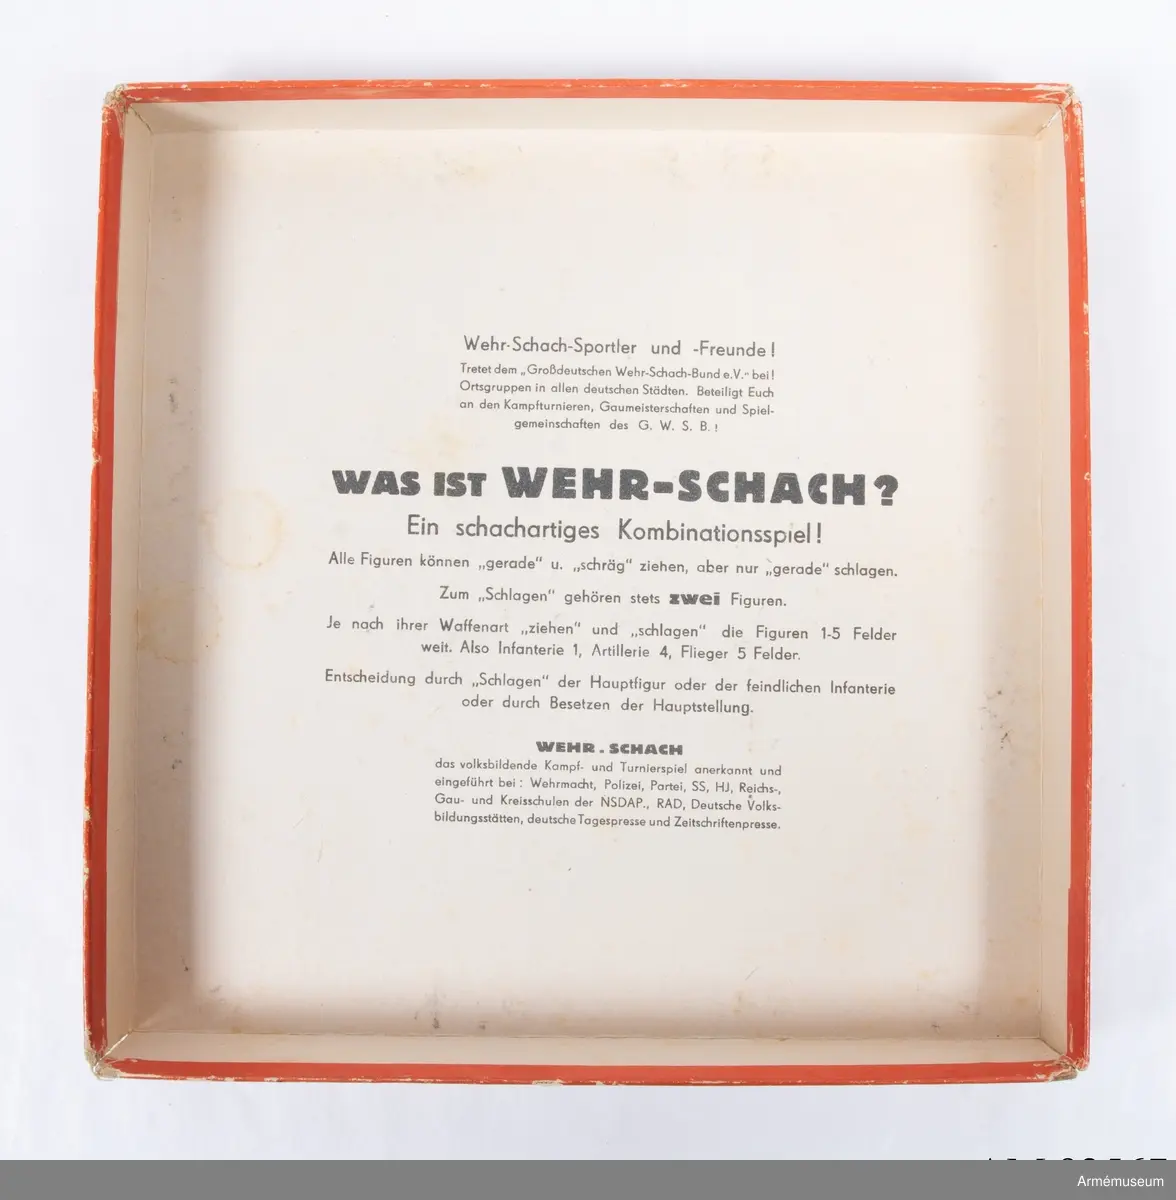 Wehr-Schach-Sportler und -Freunde!
Tretet dem „Großdeutschen Wehr-Schach-Bund e.V." bei!
Ortsgruppen in allen deutschen Städten. Beteiligt Euch
an den Kampfturnieren, Gaumeisterschaften und Spiel-
gemeinschaften des G. W. S. B.!
WAS IST WEHR-SCHACH?
Ein schachartiges Kombinationsspiel!
Alle Figuren können „gerade" u. „schräg" ziehen, aber nur „gerade" schlagen.
Zum „Schlagen" gehören stets zwei Figuren.
Je nach ihrer Waffenart „ziehen" und „schlagen" die Figuren 1-5 Felder
weit. Also Infanterie 1, Artillerie 4, Flieger 5 Felder.
Entscheidung durch „Schlagen" der Hauptfigur oder der feindlichen Infanterie
oder durch Besetzen der Hauptstellung.
WEHR-SCHACH
das volksbildende Kampf- und Turnierspiel anerkannt und
eingeführt bei: Wehrmacht, Polizei, Partei, SS, HJ, Reichs-,
Gau- und Kreisschulen der NSDAP., RAD, Deutsche Volks-
bildungsstätten, deutsche Tagespresse und Zeitschriftenpresse.
Armémuseum